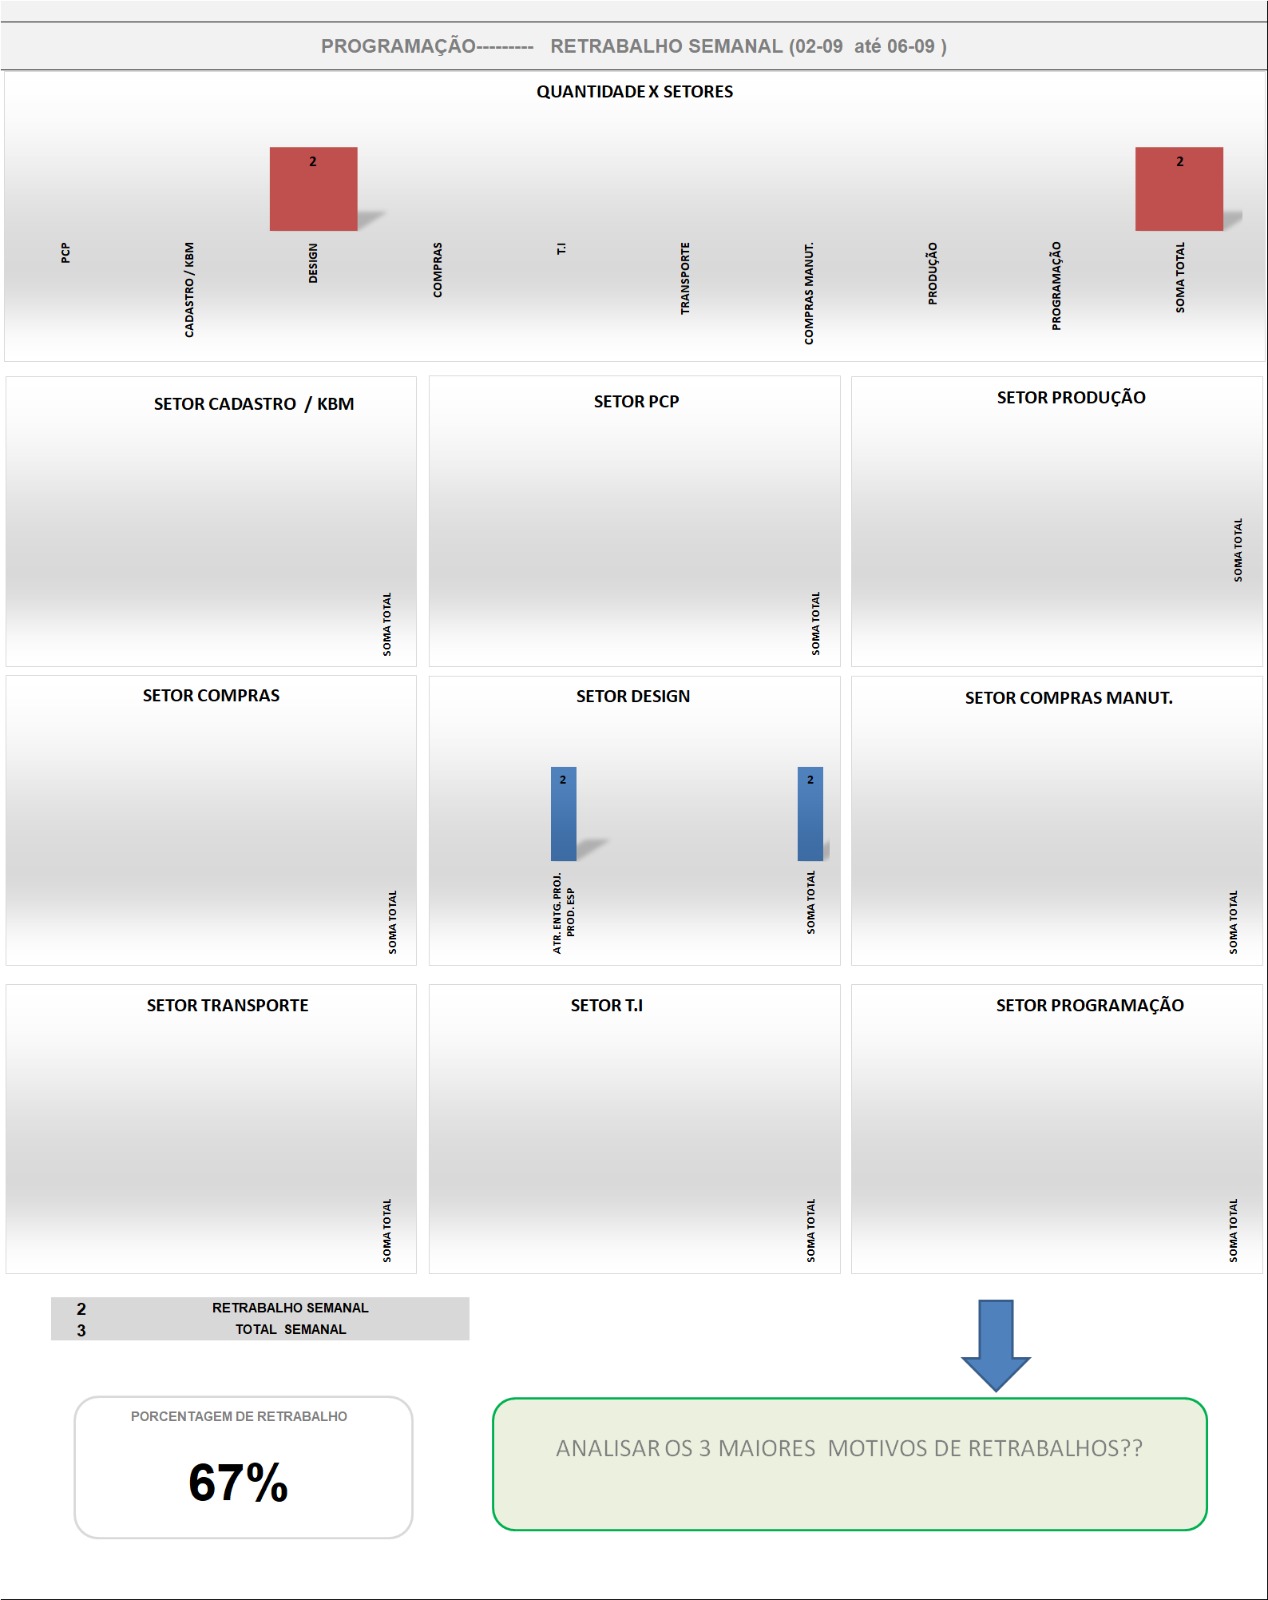 PROGRAMAÇÃO--------- RETRABALHO SEMANAL (02-09 até 06-09 )
QUANTIDADE X SETORES
2
2
PCP
CADASTRO / KBM
DESIGN
COMPRAS
T.I
TRANSPORTE
COMPRAS MANUT.
PRODUÇÃO
PROGRAMAÇÃO
SOMA TOTAL
SETOR CADASTRO / KBM
SOMA TOTAL
SETOR PCP
SOMA TOTAL
SETOR PRODUÇÃO
SOMA TOTAL
SETOR COMPRAS
SOMA TOTAL
SETOR DESIGN
2
2
ATR. ENTG. PROJ.
PROD. ESP
SOMA TOTAL
SETOR COMPRAS MANUT.
SOMA TOTAL
SETOR TRANSPORTE
SOMA TOTAL
SETOR T.I
SOMA TOTAL
SETOR PROGRAMAÇÃO
SOMA TOTAL
2 RETRABALHO SEMANAL
3 TOTAL SEMANAL
PORCENTAGEM DE RETRABALHO
67%
ANALISAR OS 3 MAIORES MOTIVOS DE RETRABALHOS??